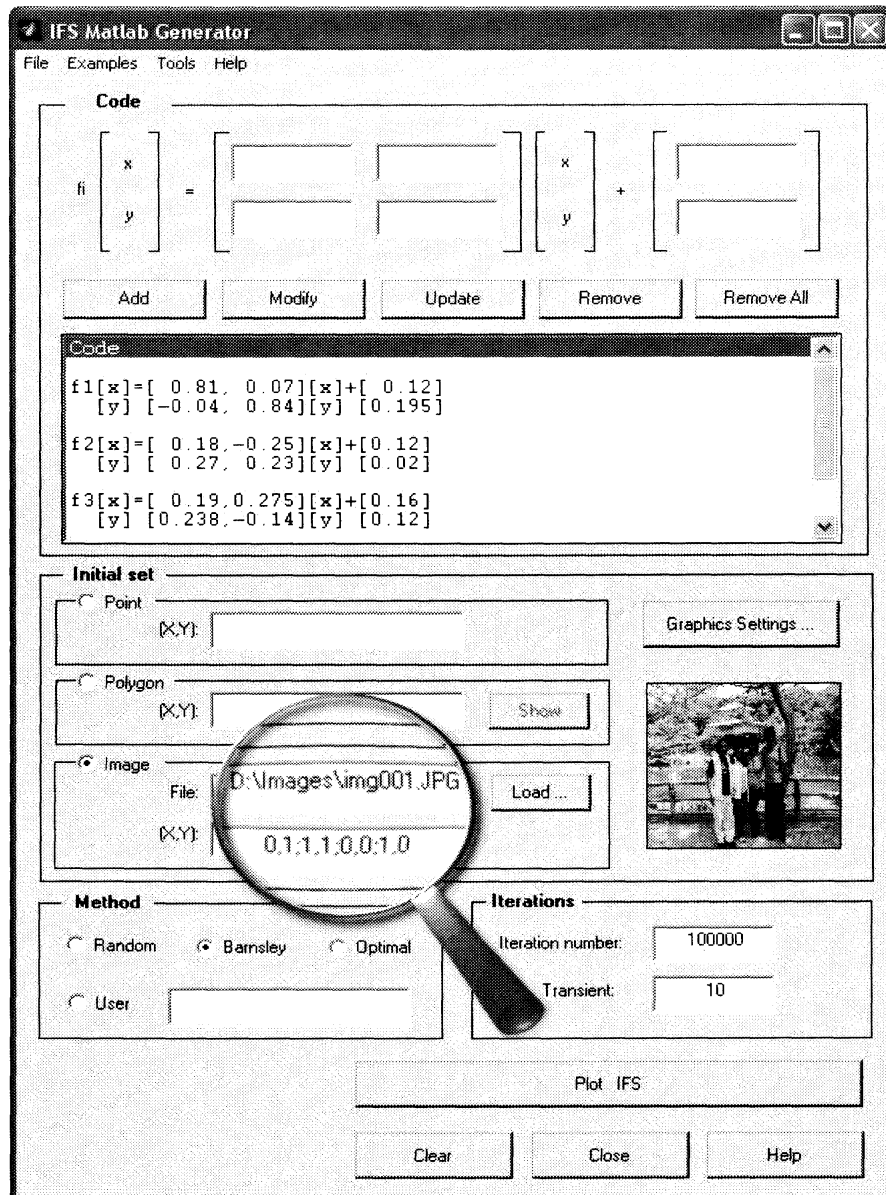 IFS Matlab Generator
File Examples Tools Help
Code
fi x y = x y +
Add Modify Update Remove Remove All
Code
f1[x]=[ 0.81, 0.07][x]+[ 0.12]
[y] [-0.04, 0.84][y] [0.195]
f2[x]=[ 0.18,-0.25][x]+[0.12]
[y] [ 0.27, 0.23][y] [0.02]
f3[x]=[ 0.19,0.275][x]+[0.16]
[y] [0.238,-0.14][y] [0.12]
Initial set
Point
(X,Y):
Graphics Settings ...
Polygon
(X,Y):
Show
Image
File: D:\Images\img001.JPG
Load ...
(X,Y): 0,1;1,1;0,0;1,0
Method
Random Barnsley Optimal
User
Iterations
Iteration number: 100000
Transient: 10
Plot IFS
Clear Close Help